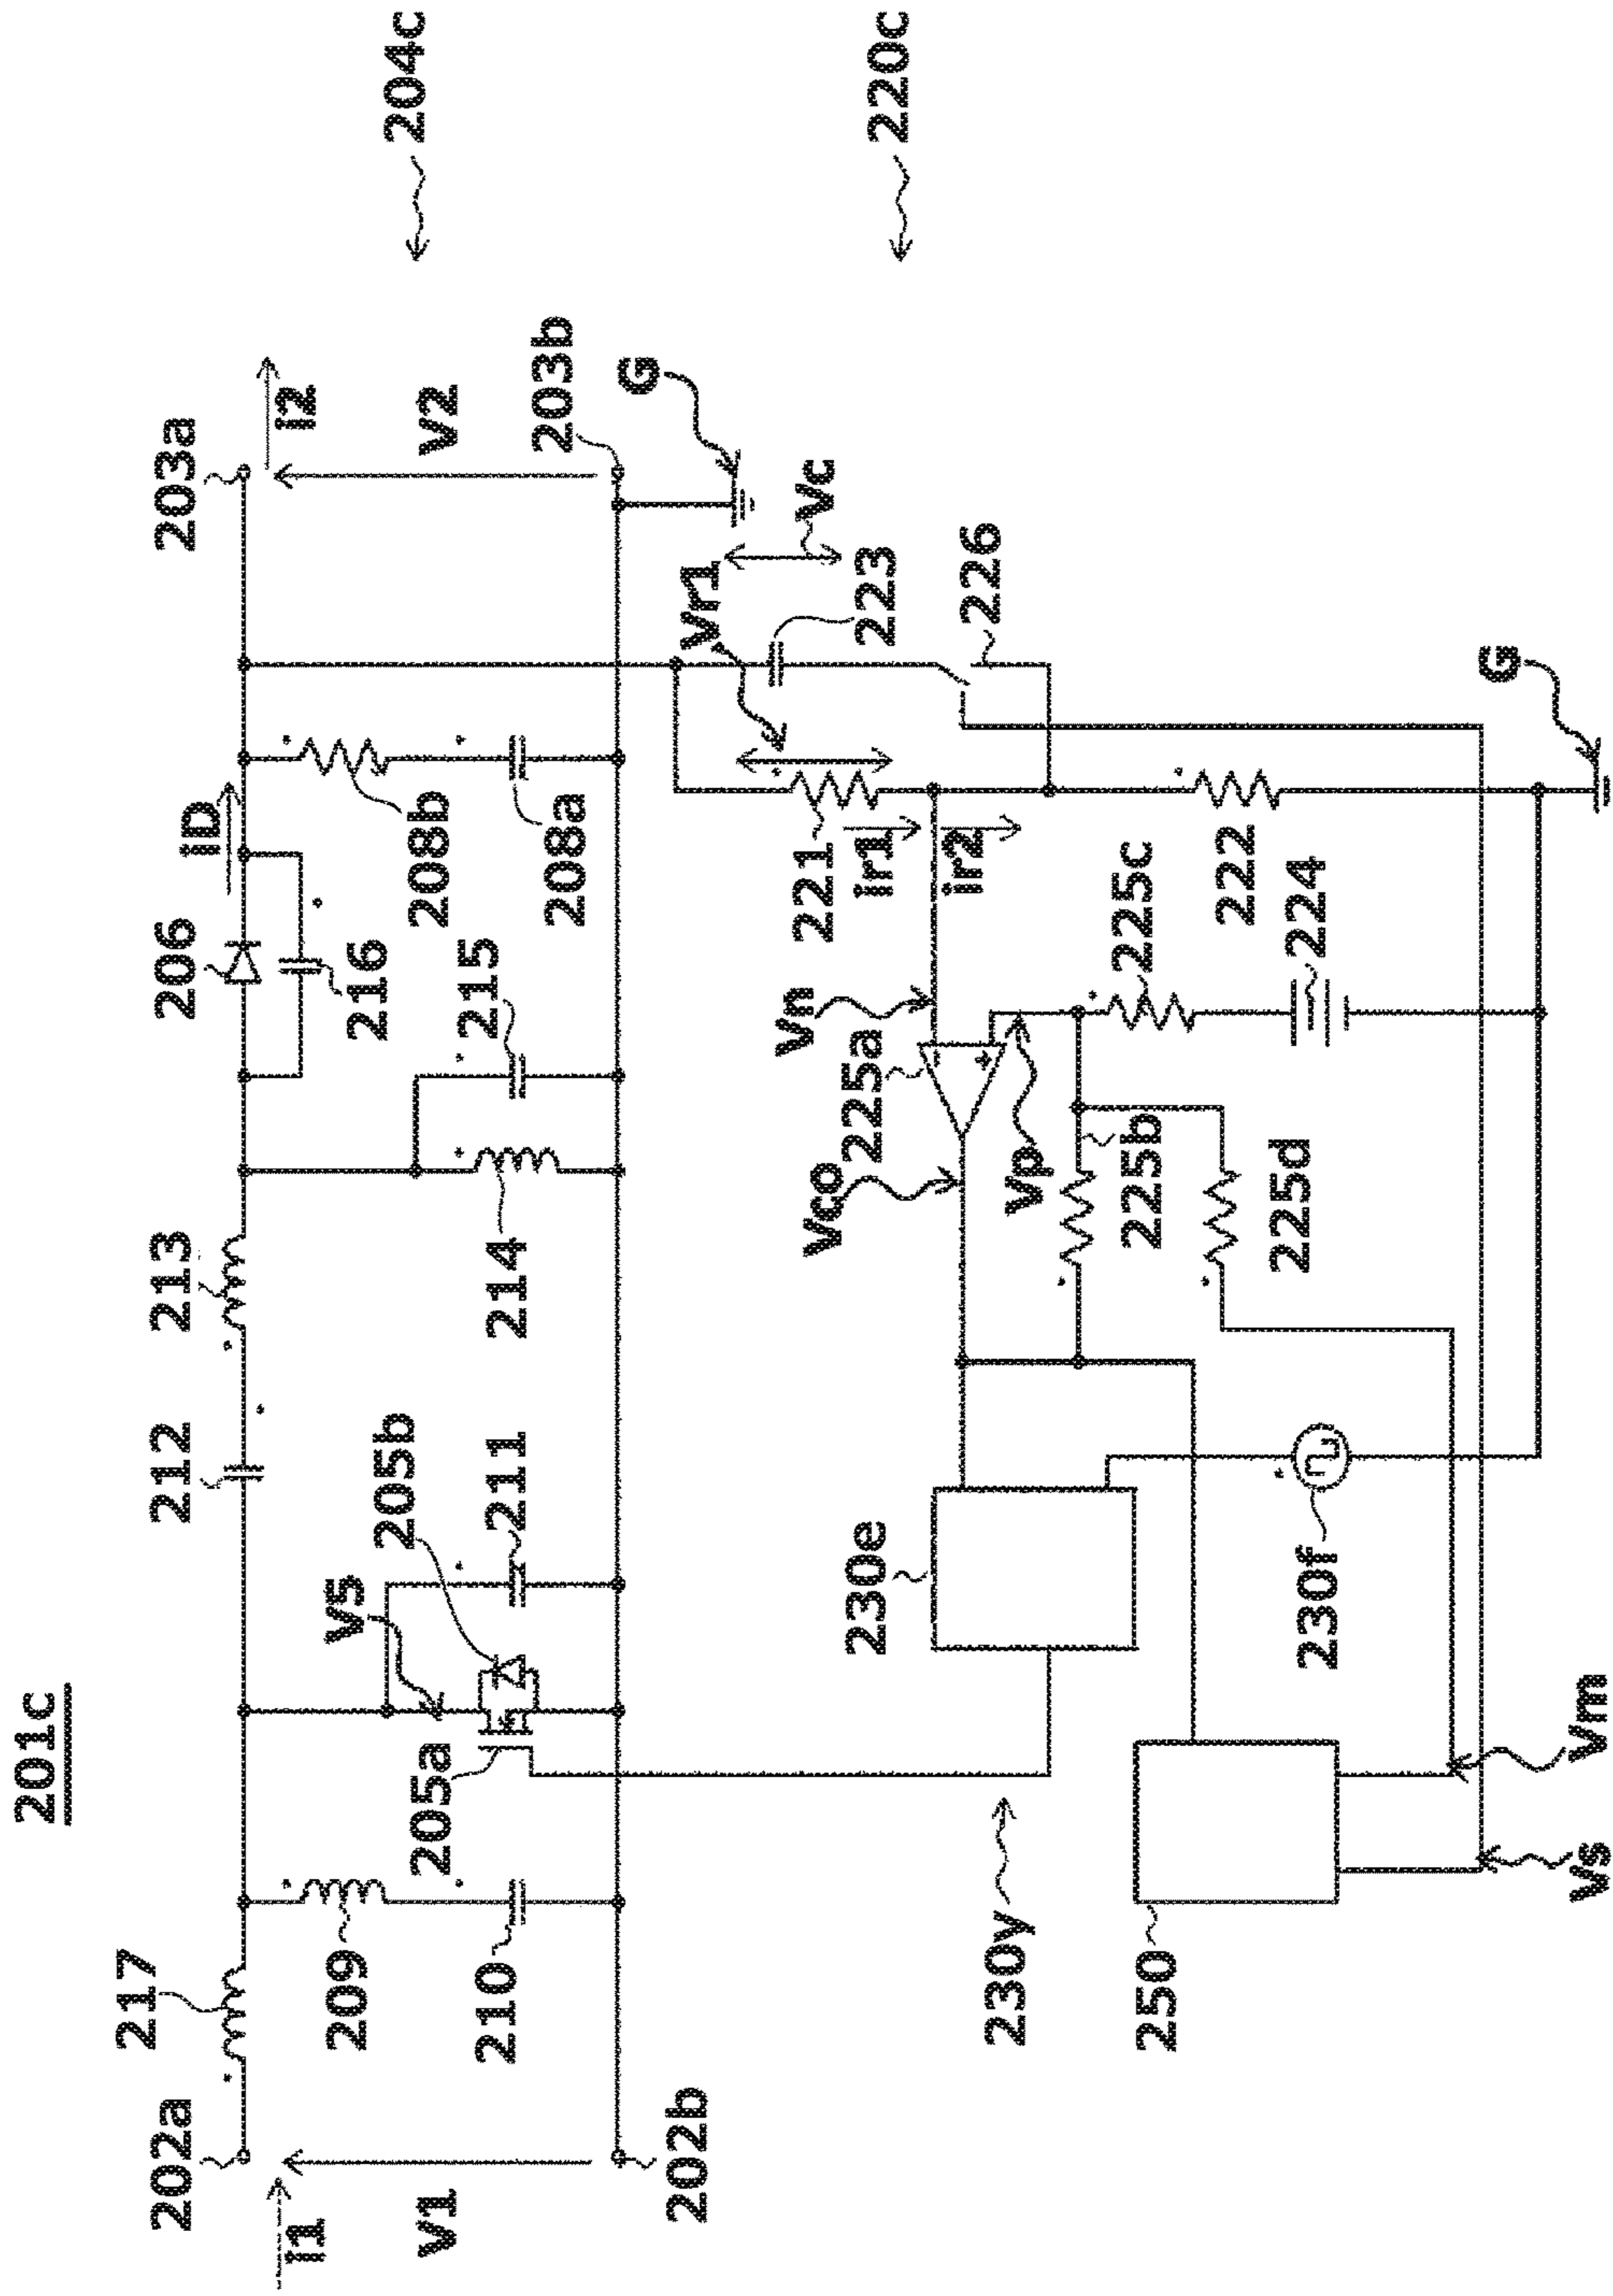 201c
217
212
213
206
iD
203a
202a
i1
V1
209
210
V5
205a
205b
211
214
215
216
208b
208a
i2
V2
204c
202b
203b
G
Vr1
Vc
223
226
221
ir1
ir2
Vn
225a
Vco
Vp
225b
225c
225d
222
224
G
220c
230y
230e
230f
250
Vs
Vm